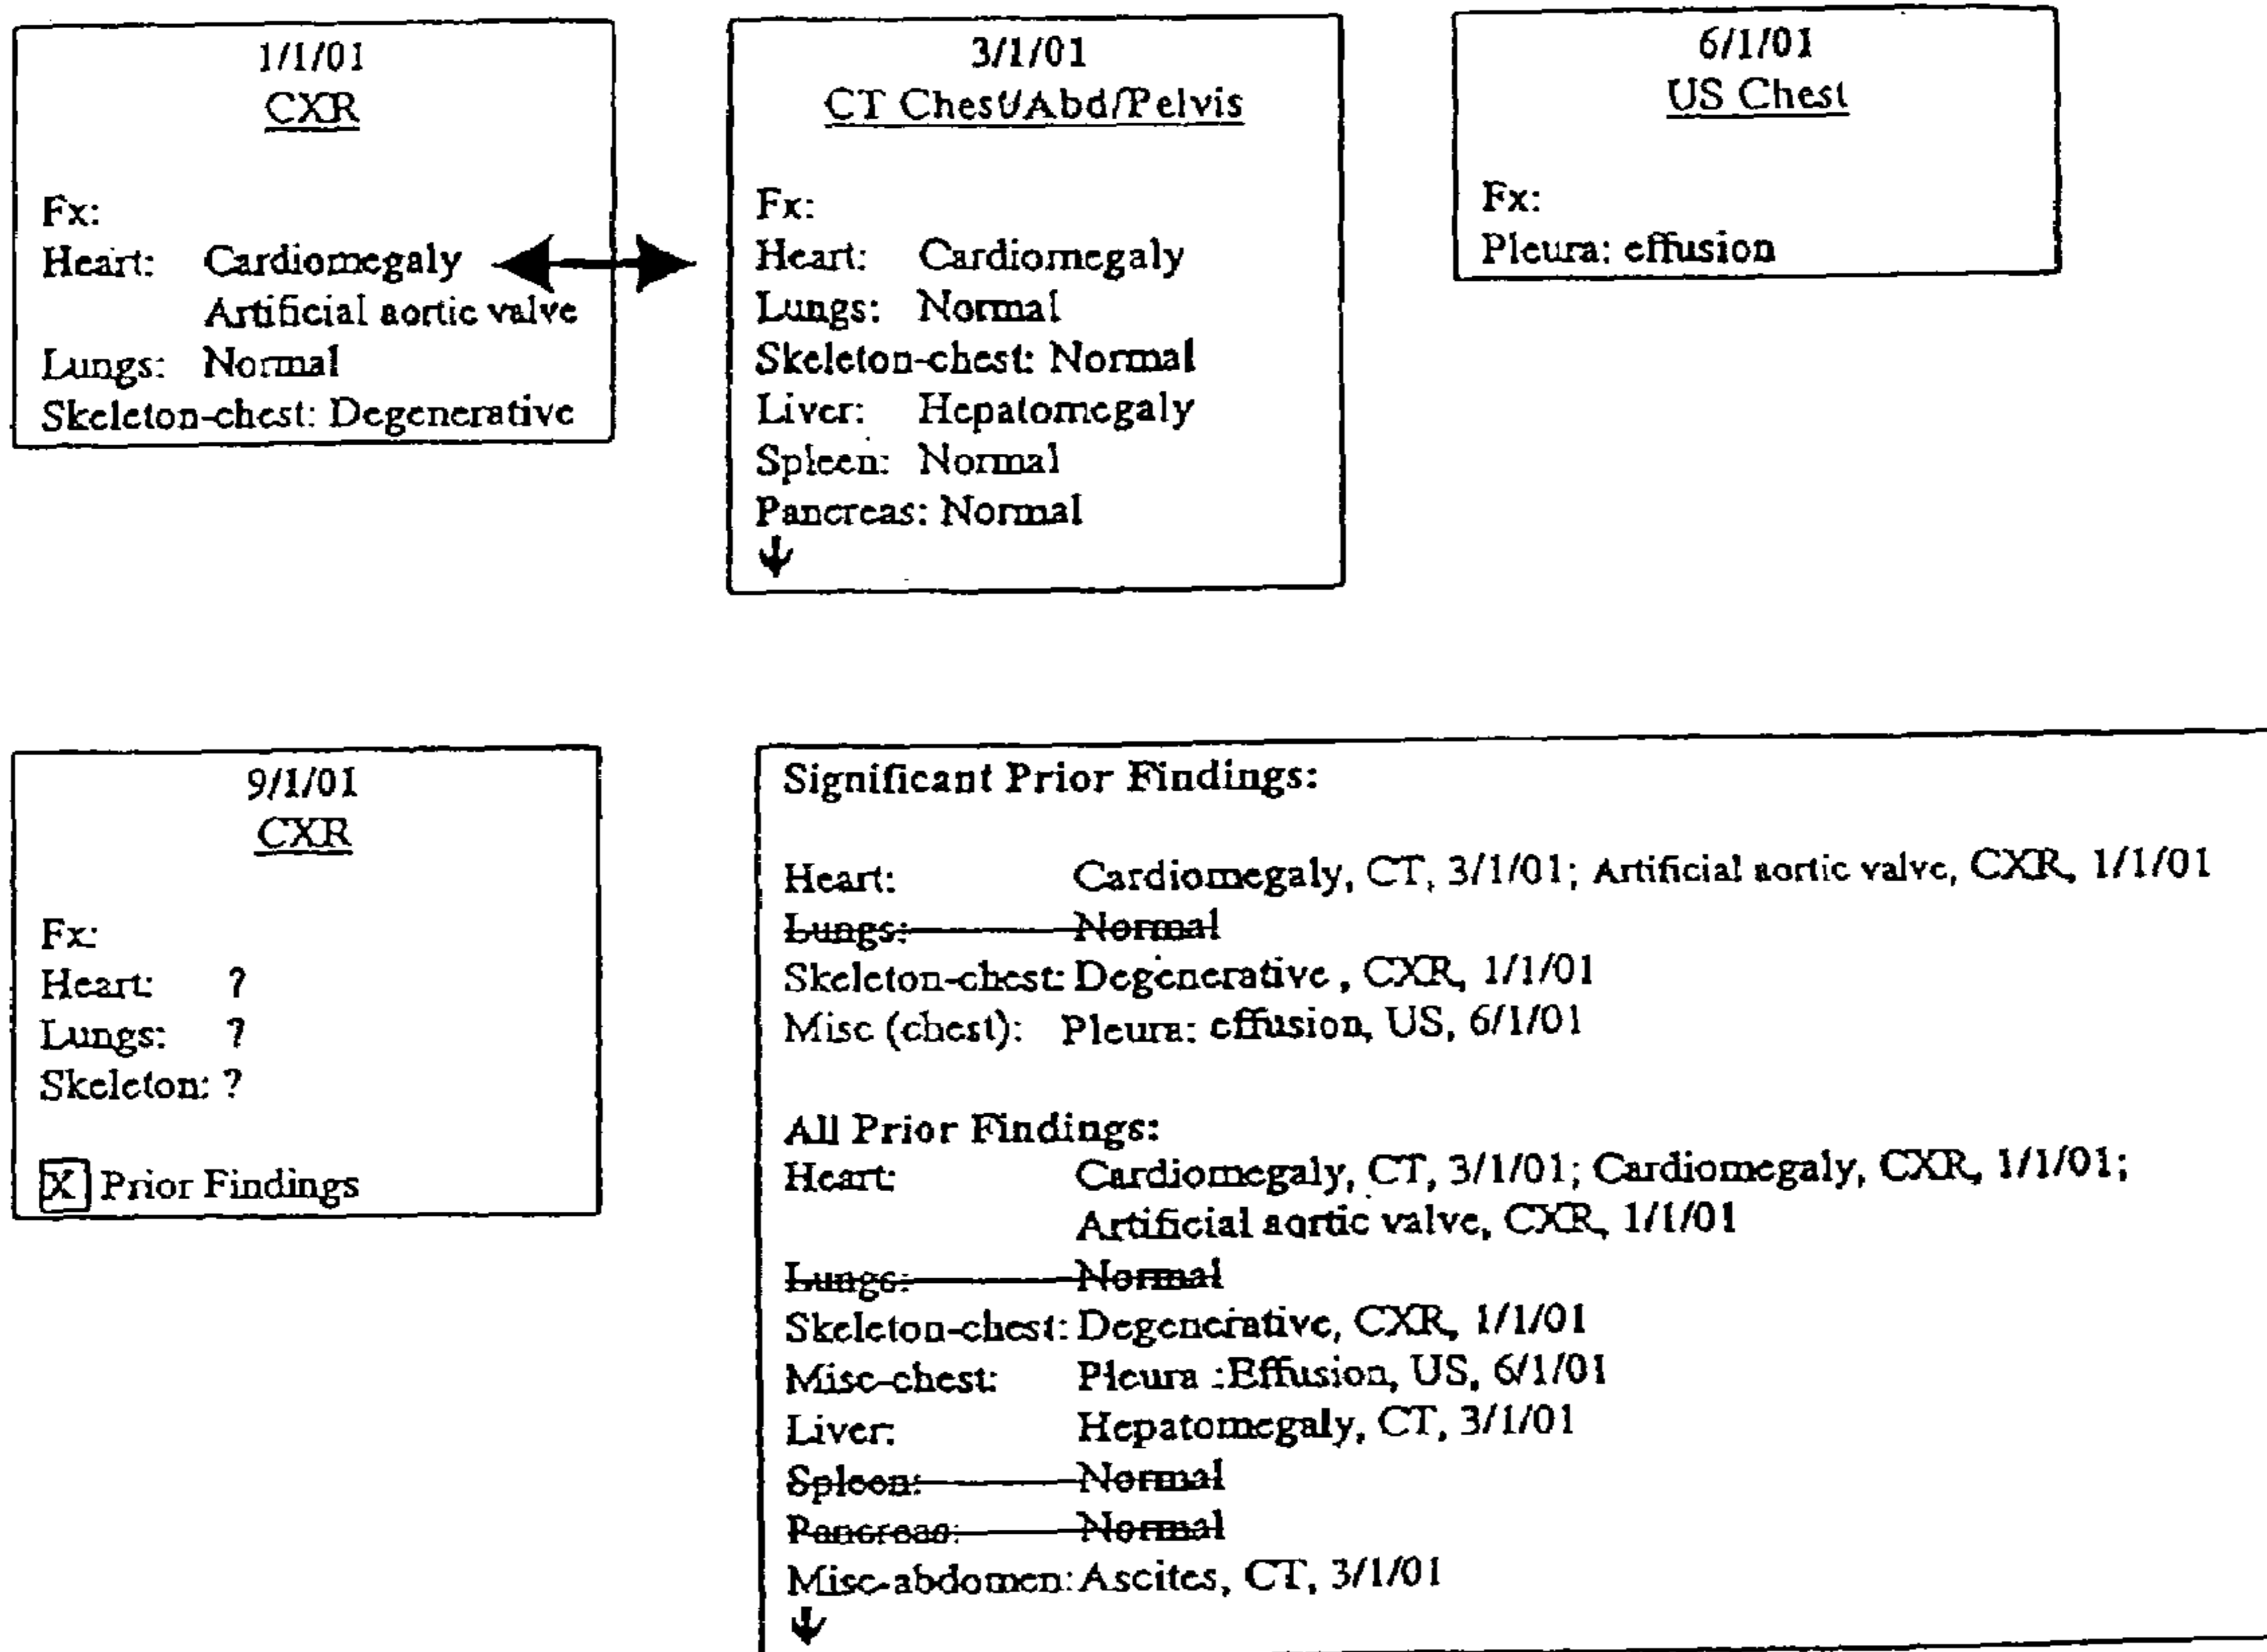 1/1/01
CXR
Fx:
Heart: Cardiomegaly
Artificial aortic valve
Lungs: Normal
Skeleton-chest: Degenerative
3/1/01
CT Chest/Abd/Pelvis
Fx:
Heart: Cardiomegaly
Lungs: Normal
Skeleton-chest: Normal
Liver: Hepatomegaly
Spleen: Normal
Pancreas: Normal
6/1/01
US Chest
Fx:
Pleura: effusion
9/1/01
CXR
Fx:
Heart: ?
Lungs: ?
Skeleton: ?
X Prior Findings
Significant Prior Findings:
Heart: Cardiomegaly, CT, 3/1/01; Artificial aortic valve, CXR, 1/1/01
Lungs: Normal
Skeleton-chest: Degenerative , CXR, 1/1/01
Misc (chest): Pleura: effusion, US, 6/1/01
All Prior Findings:
Heart: Cardiomegaly, CT, 3/1/01; Cardiomegaly, CXR, 1/1/01;
Artificial aortic valve, CXR, 1/1/01
Lungs: Normal
Skeleton-chest: Degenerative, CXR, 1/1/01
Misc-chest: Pleura :Effusion, US, 6/1/01
Liver: Hepatomegaly, CT, 3/1/01
Spleen: Normal
Pancreas: Normal
Misc-abdomen: Ascites, CT, 3/1/01